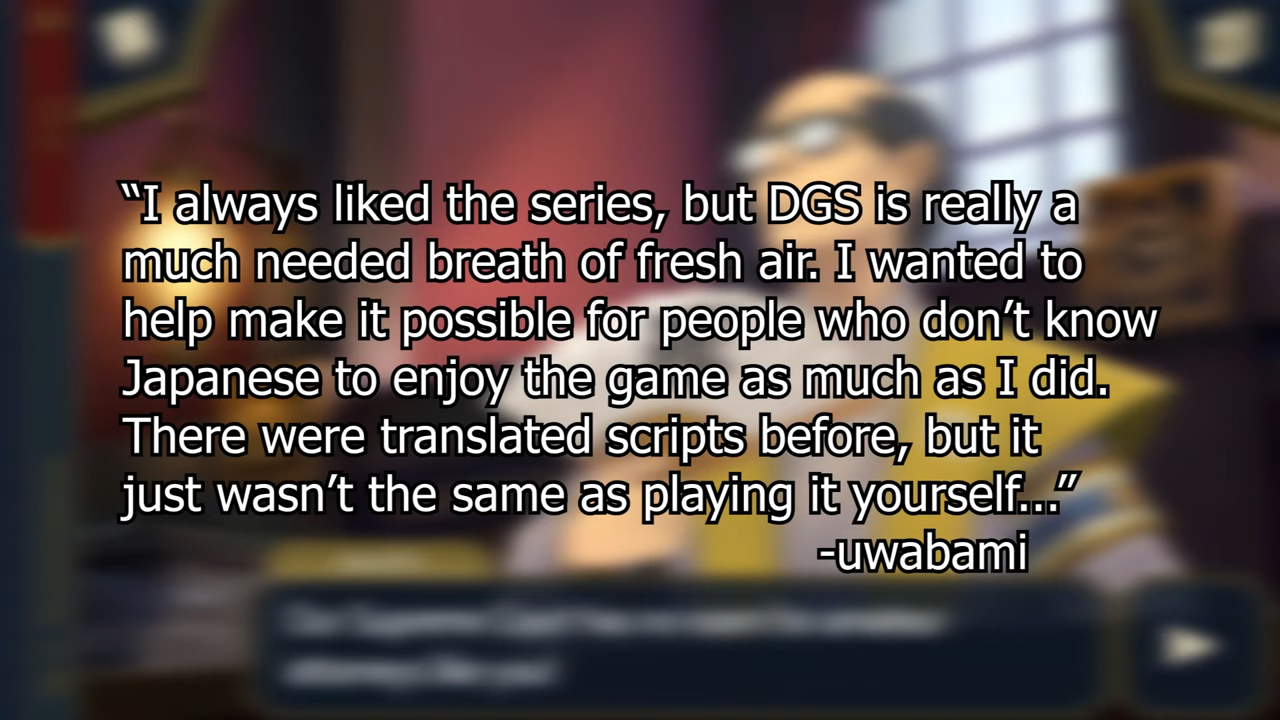 “I always liked the series, but DGS is really a
much needed breath of fresh air. I wanted to
help make it possible for people who don’t know
Japanese to enjoy the game as much as I did.
There were translated scripts before, but it
just wasn’t the same as playing it yourself...”
-uwabami